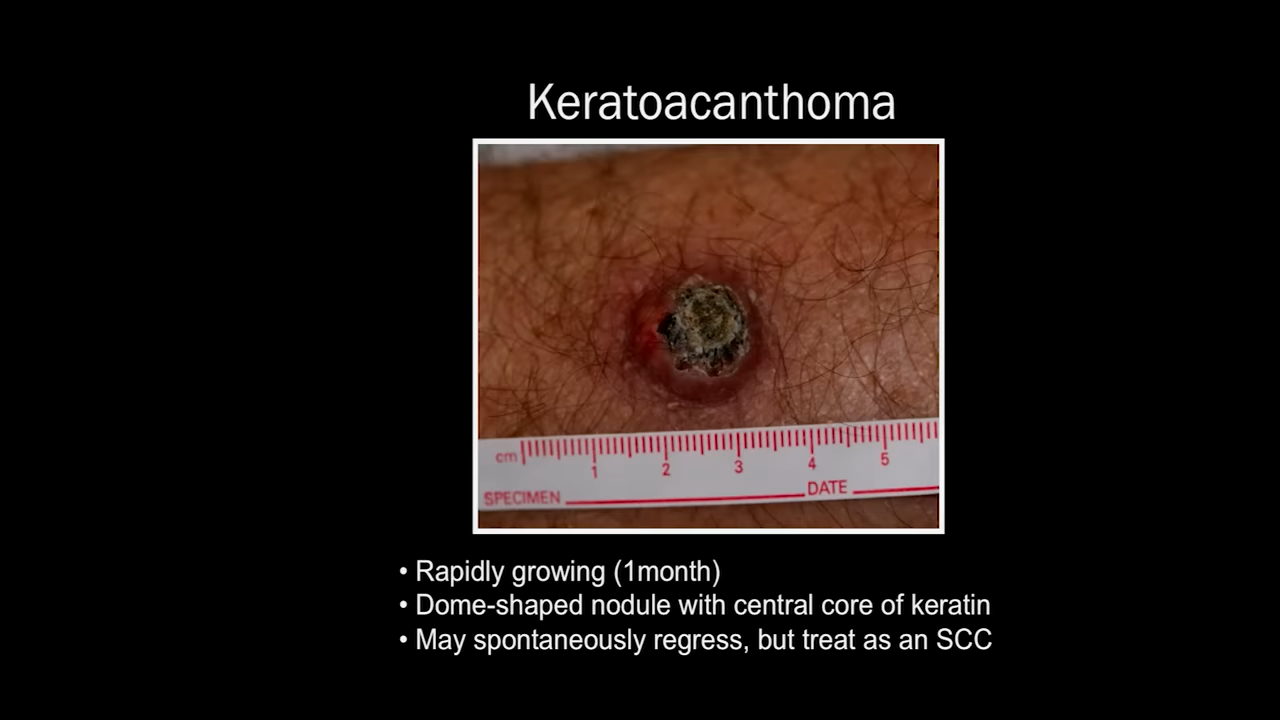 Keratoacanthoma
cm
1 2 3 4 5
SPECIMEN DATE
• Rapidly growing (1month)
• Dome-shaped nodule with central core of keratin
• May spontaneously regress, but treat as an SCC